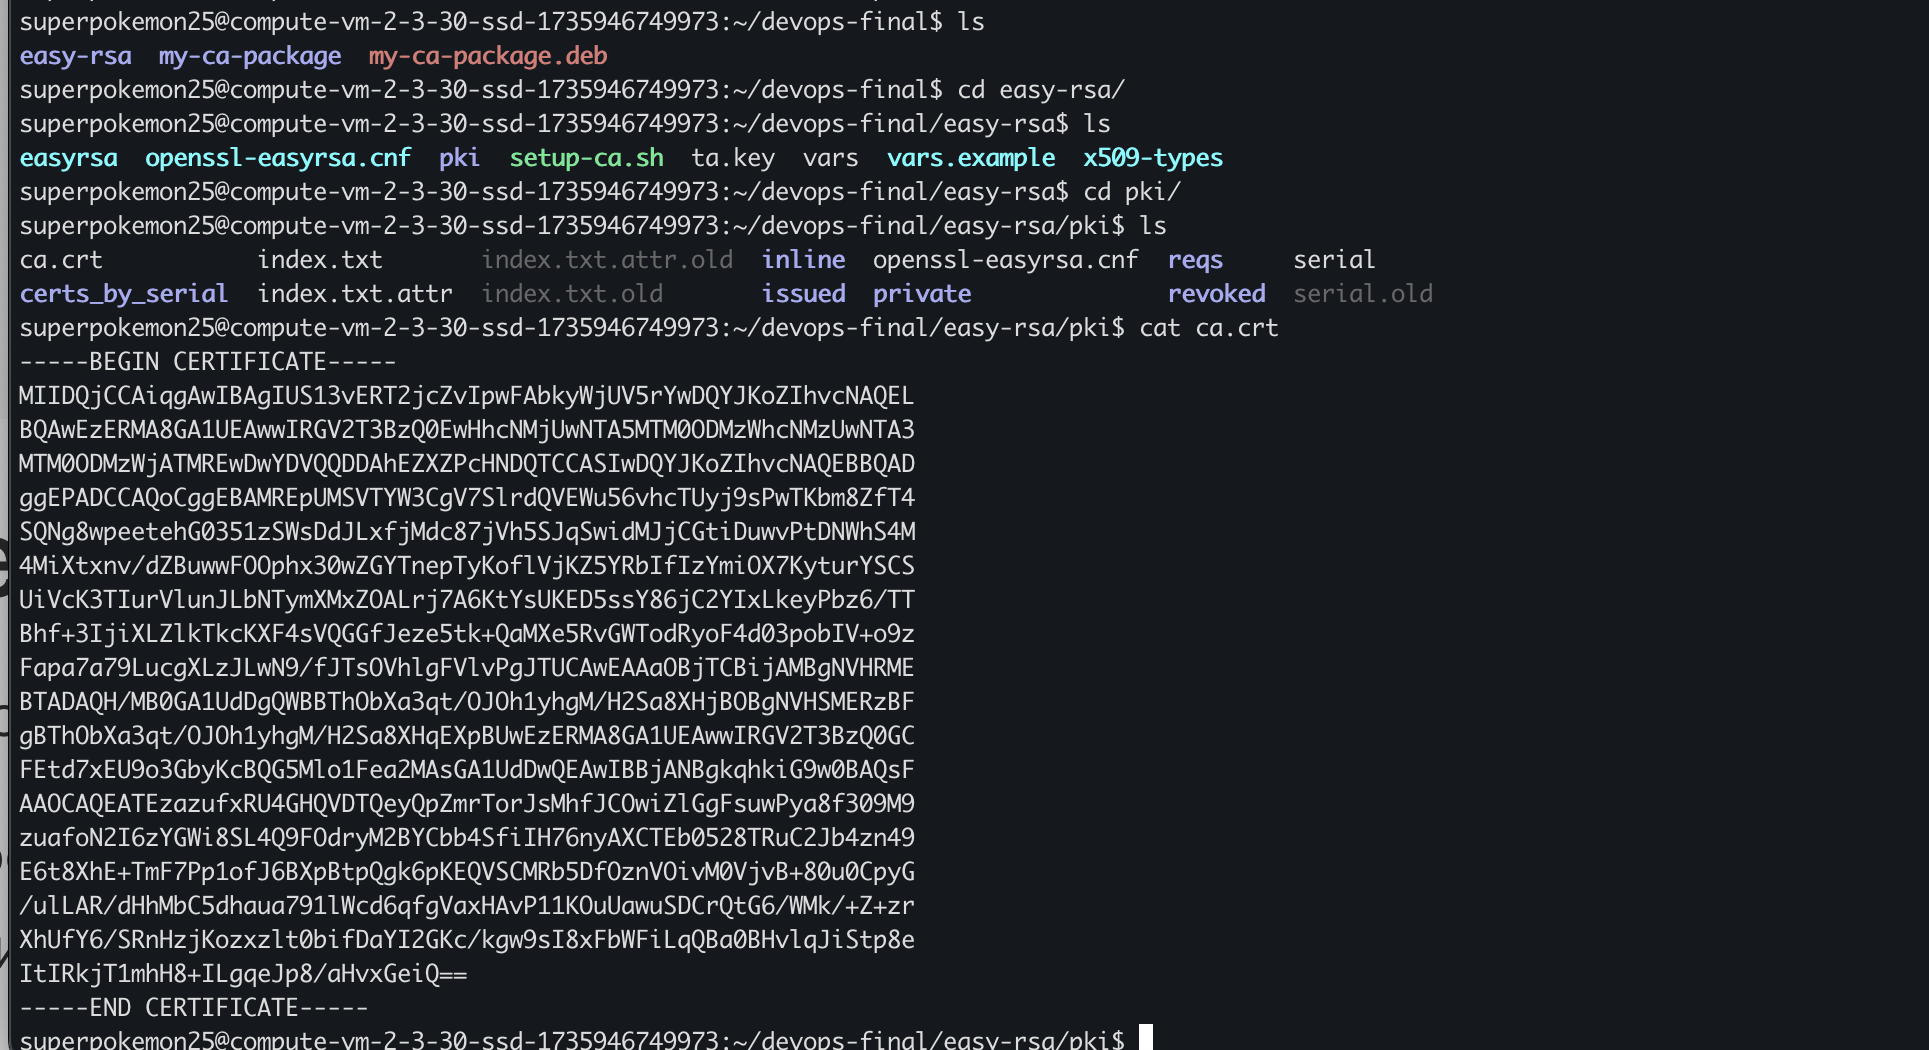 superpokemon25@compute-vm-2-3-30-ssd-1735946749973:~/devops-final$ ls
easy-rsa  my-ca-package  my-ca-package.deb
superpokemon25@compute-vm-2-3-30-ssd-1735946749973:~/devops-final$ cd easy-rsa/
superpokemon25@compute-vm-2-3-30-ssd-1735946749973:~/devops-final/easy-rsa$ ls
easyrsa  openssl-easyrsa.cnf  pki  setup-ca.sh  ta.key  vars  vars.example  x509-types
superpokemon25@compute-vm-2-3-30-ssd-1735946749973:~/devops-final/easy-rsa$ cd pki/
superpokemon25@compute-vm-2-3-30-ssd-1735946749973:~/devops-final/easy-rsa/pki$ ls
ca.crt           index.txt       index.txt.attr.old  inline  openssl-easyrsa.cnf  reqs     serial
certs_by_serial  index.txt.attr  index.txt.old       issued  private              revoked  serial.old
superpokemon25@compute-vm-2-3-30-ssd-1735946749973:~/devops-final/easy-rsa/pki$ cat ca.crt
-----BEGIN CERTIFICATE-----
MIIDQjCCAiqgAwIBAgIUS13vERT2jcZvIpwFAbkyWjUV5rYwDQYJKoZIhvcNAQEL
BQAwEzERMA8GA1UEAwwIRGV2T3BzQ0EwHhcNMjUwNTA5MTM0ODMzWhcNMzUwNTA3
MTM0ODMzWjATMREwDwYDVQQDDAhEZXZPcHNDQTCCASIwDQYJKoZIhvcNAQEBBQAD
ggEPADCCAQoCggEBAMREpUMSVTYW3CgV7SlrdQVEWu56vhcTUyj9sPwTKbm8ZfT4
SQNg8wpeetehG0351zSWsDdJLxfjMdc87jVh5SJqSwidMJjCGtiDuwvPtDNWhS4M
4MiXtxnv/dZBuwwFOOphx30wZGYTnepTyKoflVjKZ5YRbIfIzYmiOX7KyturYSCS
UiVcK3TIurVlunJLbNTymXMxZOALrj7A6KtYsUKED5ssY86jC2YIxLkeyPbz6/TT
Bhf+3IjiXLZlkTkcKXF4sVQGGfJeze5tk+QaMXe5RvGWTodRyoF4d03pobIV+o9z
Fapa7a79LucgXLzJLwN9/fJTsOVhlgFVlvPgJTUCAwEAAaOBjTCBijAMBgNVHRME
BTADAQH/MB0GA1UdDgQWBBThObXa3qt/OJOh1yhgM/H2Sa8XHjBOBgNVHSMERzBF
gBThObXa3qt/OJOh1yhgM/H2Sa8XHqEXpBUwEzERMA8GA1UEAwwIRGV2T3BzQ0GC
FEtd7xEU9o3GbyKcBQG5Mlo1Fea2MAsGA1UdDwQEAwIBBjANBgkqhkiG9w0BAQsF
AAOCAQEATEzazufxRU4GHQVDTQeyQpZmrTorJsMhfJCOwiZlGgFsuwPya8f309M9
zuafoN2I6zYGWi8SL4Q9FOdryM2BYCbb4SfiIH76nyAXCTEb0528TRuC2Jb4zn49
E6t8XhE+TmF7Pp1ofJ6BXpBtpQgk6pKEQVSCMRb5DfOznVOivM0VjvB+80u0CpyG
/ulLAR/dHhMbC5dhaua791lWcd6qfgVaxHAvP11KOuUawuSDCrQtG6/WMk/+Z+zr
XhUfY6/SRnHzjKozxzlt0bifDaYI2GKc/kgw9sI8xFbWFiLqQBa0BHvlqJiStp8e
ItIRkjT1mhH8+ILgqeJp8/aHvxGeiQ==
-----END CERTIFICATE-----
superpokemon25@compute-vm-2-3-30-ssd-1735946749973:~/devops-final/easy-rsa/pki$